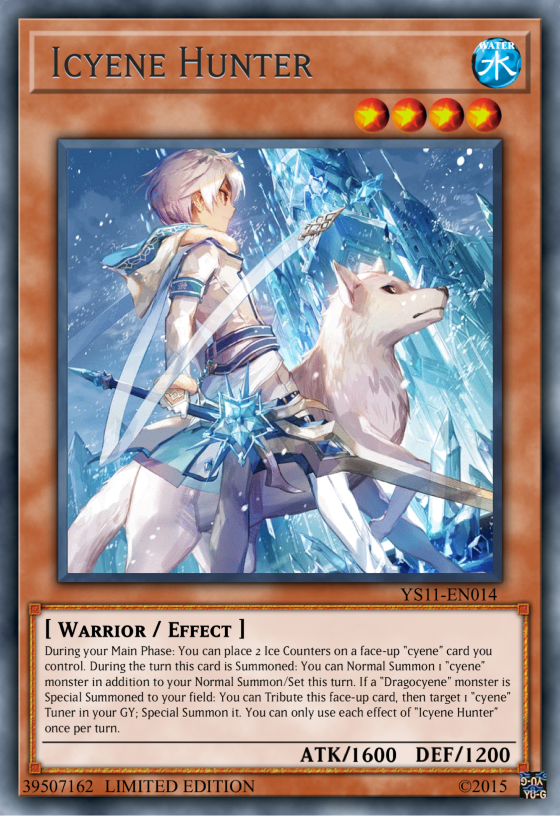 Icyene Hunter
WATER
水
YS11-EN014
[ Warrior / Effect ]
During your Main Phase: You can place 2 Ice Counters on a face-up "cyene" card you
control. During the turn this card is Summoned: You can Normal Summon 1 "cyene"
monster in addition to your Normal Summon/Set this turn. If a "Dragocyene" monster is
Special Summoned to your field: You can Tribute this face-up card, then target 1 "cyene"
Tuner in your GY; Special Summon it. You can only use each effect of "Icyene Hunter"
once per turn.
ATK/1600 DEF/1200
39507162 LIMITED EDITION ©2015
YU-G
YU-G